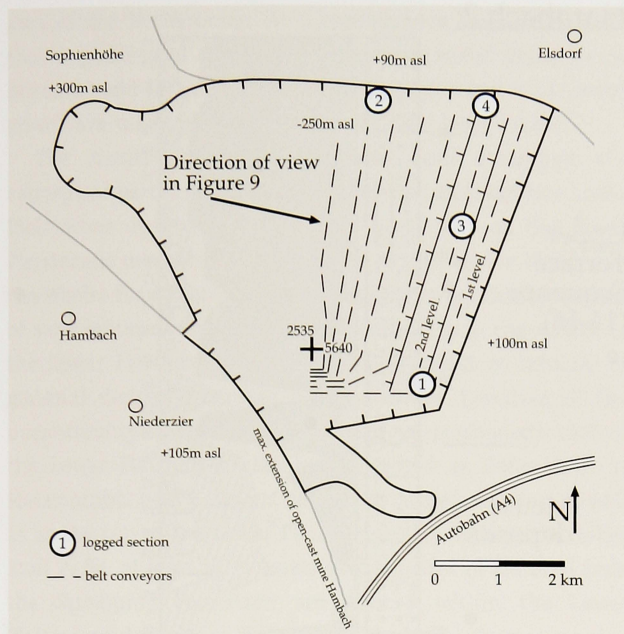 Sophienhöhe
+300m asl
+90m asl
Elsdorf
2
4
-250m asl
Direction of view
in Figure 9
3
1st level
2nd level
Hambach
2535
5640
+100m asl
1
Niederzier
+105m asl
max. extension of open-cast mine Hambach
Autobahn (A4)
N
1 logged section
belt conveyors
0 1 2 km